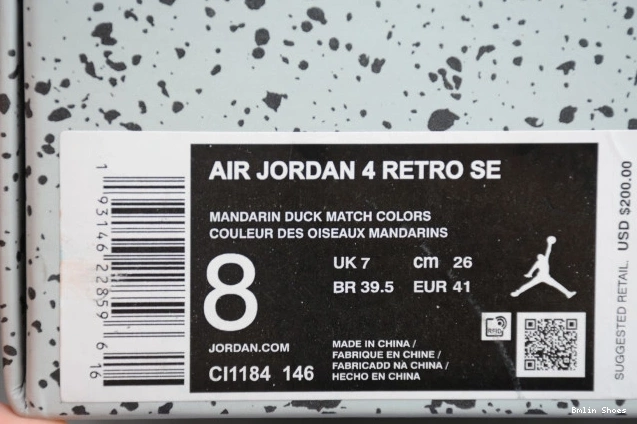 AIR JORDAN 4 RETRO SE
MANDARIN DUCK MATCH COLORS
COULEUR DES OISEAUX MANDARINS
8
UK 7 cm 26
BR 39.5 EUR 41
JORDAN.COM
CI1184 146
MADE IN CHINA /
FABRIQUE EN CHINE /
FABRICADO NA CHINA /
HECHO EN CHINA
RFID
1 93146 22859 6 16
SUGGESTED RETAIL. USD $200.00
Bmlin Shoes